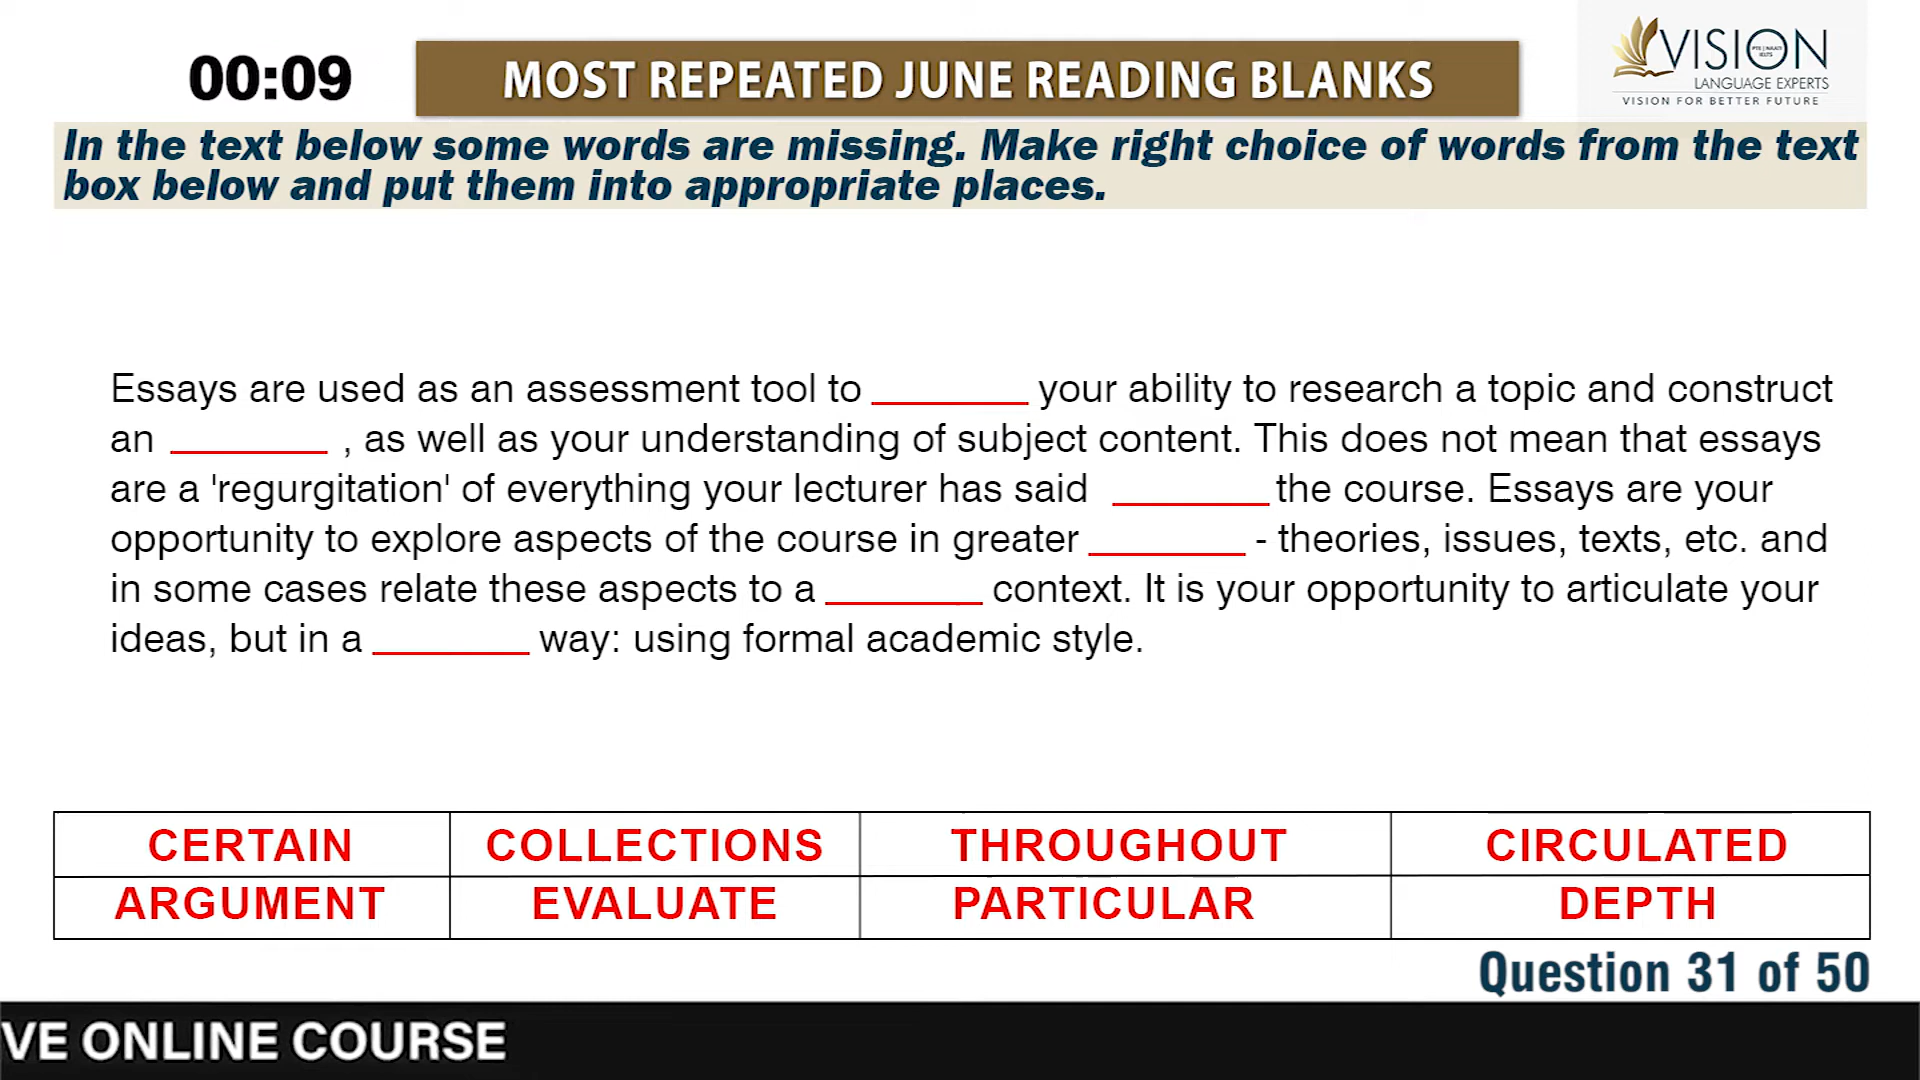 00:09
MOST REPEATED JUNE READING BLANKS
VISION
PTE | NAATI
IELTS
LANGUAGE EXPERTS
VISION FOR BETTER FUTURE
In the text below some words are missing. Make right choice of words from the text
box below and put them into appropriate places.
Essays are used as an assessment tool to ________ your ability to research a topic and construct
an ________ , as well as your understanding of subject content. This does not mean that essays
are a 'regurgitation' of everything your lecturer has said ________ the course. Essays are your
opportunity to explore aspects of the course in greater ________ - theories, issues, texts, etc. and
in some cases relate these aspects to a ________ context. It is your opportunity to articulate your
ideas, but in a ________ way: using formal academic style.
CERTAIN COLLECTIONS THROUGHOUT CIRCULATED
ARGUMENT EVALUATE PARTICULAR DEPTH
Question 31 of 50
VE ONLINE COURSE